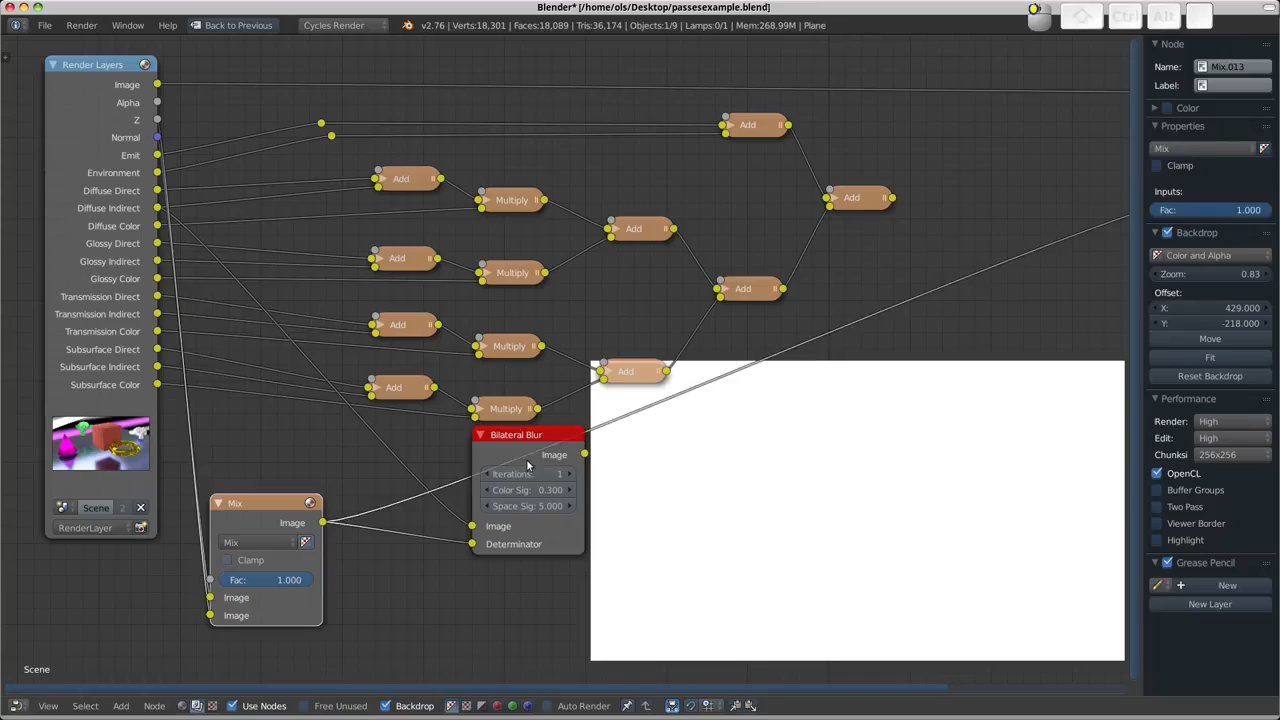 Blender* [/home/ols/Desktop/passesexample.blend]
File Render Window Help Back to Previous Cycles Render v2.76 | Verts:18,301 | Faces:18,089 | Tris:36,174 | Objects:1/9 | Lamps:0/1 | Mem:268.99M | Plane
Ctrl Alt
Render Layers
Image
Alpha
Z
Normal
Emit
Environment
Diffuse Direct
Diffuse Indirect
Diffuse Color
Glossy Direct
Glossy Indirect
Glossy Color
Transmission Direct
Transmission Indirect
Transmission Color
Subsurface Direct
Subsurface Indirect
Subsurface Color
Scene 2
RenderLayer
Add
Add
Multiply
Add
Add
Add
Multiply
Add
Add
Multiply
Add
Add
Multiply
Mix
Image
Mix
Clamp
Fac: 1.000
Image
Image
Bilateral Blur
Image
Iterations: 1
Color Sig: 0.300
Space Sig: 5.000
Image
Determinator
Scene
Node
Name: Mix.013
Label:
Color
Properties
Mix
Clamp
Inputs:
Fac: 1.000
Backdrop
Color and Alpha
Zoom: 0.83
Offset:
X: 429.000
Y: -218.000
Move
Fit
Reset Backdrop
Performance
Render: High
Edit: High
Chunksi 256x256
OpenCL
Buffer Groups
Two Pass
Viewer Border
Highlight
Grease Pencil
New
New Layer
View Select Add Node Use Nodes Free Unused Backdrop Auto Render